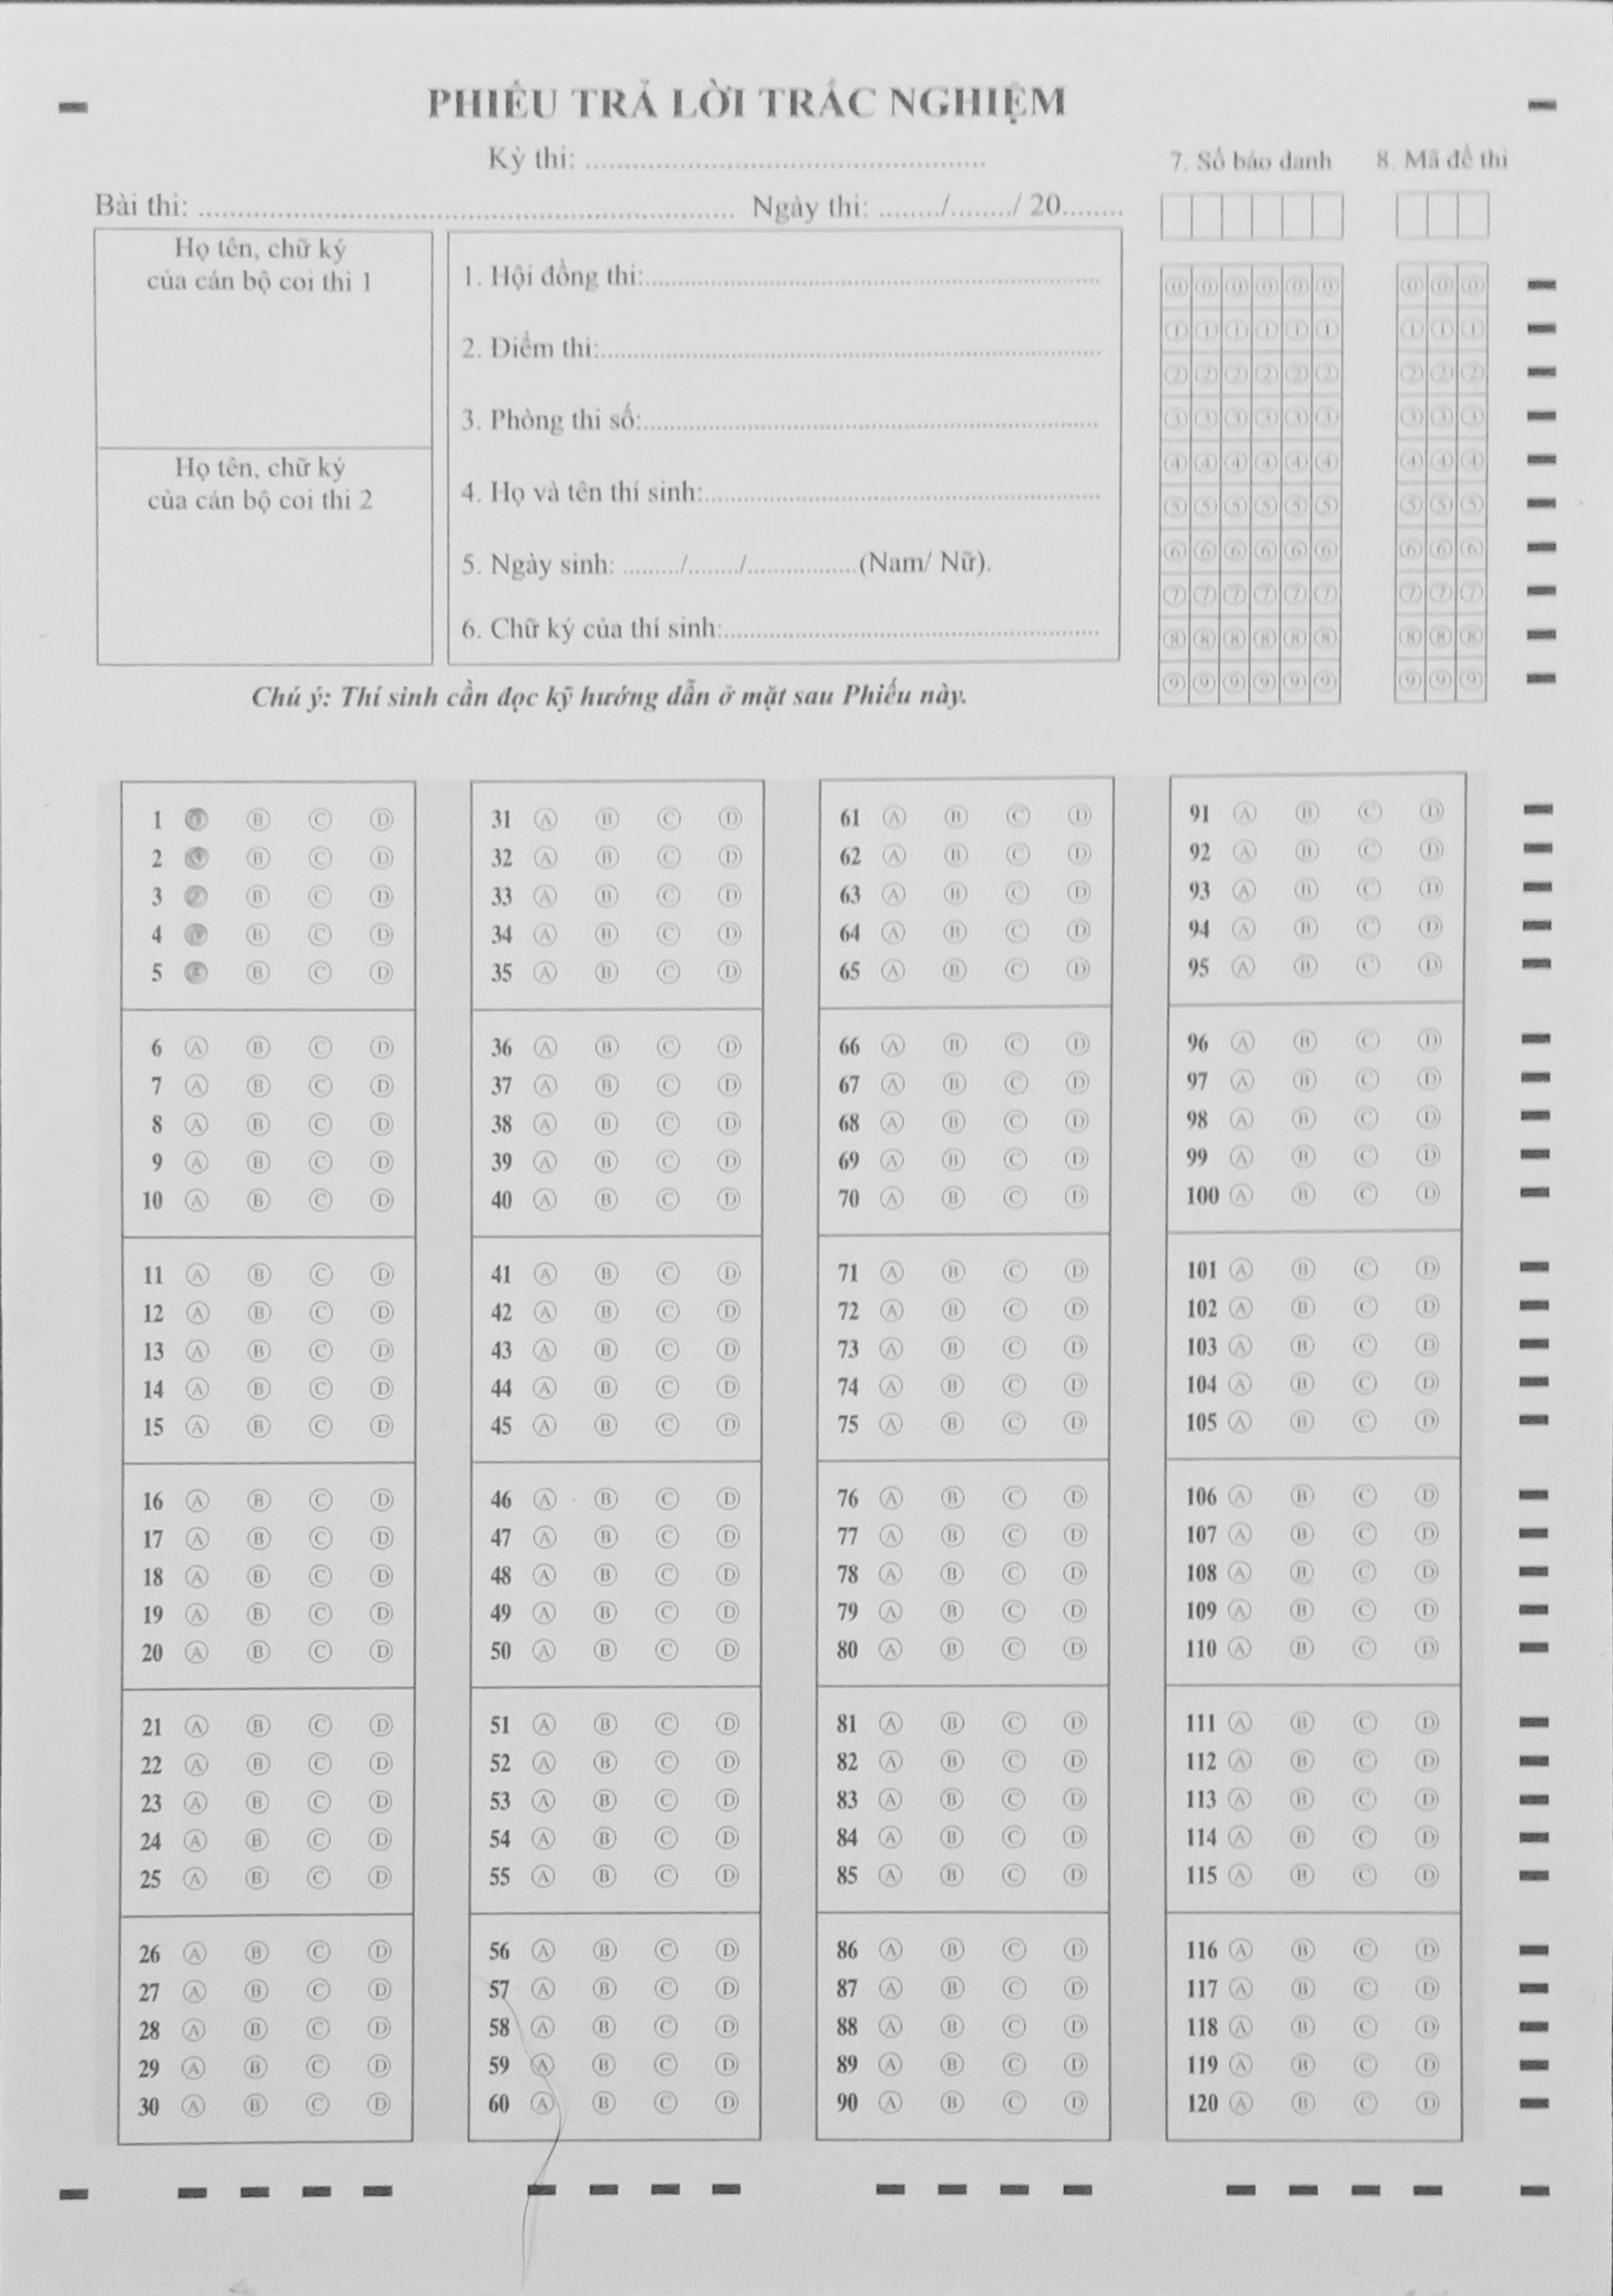 PHIẾU TRẢ LỜI TRẮC NGHIỆM
Kỳ thi: ....................................................
Bài thi: ...................................................................... Ngày thi: ......../......../ 20........
7. Số báo danh
8. Mã đề thi
Họ tên, chữ ký
của cán bộ coi thi 1
Họ tên, chữ ký
của cán bộ coi thi 2
1. Hội đồng thi:...........................................................
2. Điểm thi:.................................................................
3. Phòng thi số:...........................................................
4. Họ và tên thí sinh:...................................................
5. Ngày sinh: ......../......./...............(Nam/ Nữ).
6. Chữ ký của thí sinh:.................................................
0 0 0 0 0 0 0 0 0
1 1 1 1 1 1 1 1 1
2 2 2 2 2 2 2 2 2
3 3 3 3 3 3 3 3 3
4 4 4 4 4 4 4 4 4
5 5 5 5 5 5 5 5 5
6 6 6 6 6 6 6 6 6
7 7 7 7 7 7 7 7 7
8 8 8 8 8 8 8 8 8
9 9 9 9 9 9 9 9 9
Chú ý: Thí sinh cần đọc kỹ hướng dẫn ở mặt sau Phiếu này.
1 B C D
2 B C D
3 B C D
4 B C D
5 B C D
6 A B C D
7 A B C D
8 A B C D
9 A B C D
10 A B C D
11 A B C D
12 A B C D
13 A B C D
14 A B C D
15 A B C D
16 A B C D
17 A B C D
18 A B C D
19 A B C D
20 A B C D
21 A B C D
22 A B C D
23 A B C D
24 A B C D
25 A B C D
26 A B C D
27 A B C D
28 A B C D
29 A B C D
30 A B C D
31 A B C D
32 A B C D
33 A B C D
34 A B C D
35 A B C D
36 A B C D
37 A B C D
38 A B C D
39 A B C D
40 A B C D
41 A B C D
42 A B C D
43 A B C D
44 A B C D
45 A B C D
46 A B C D
47 A B C D
48 A B C D
49 A B C D
50 A B C D
51 A B C D
52 A B C D
53 A B C D
54 A B C D
55 A B C D
56 A B C D
57 A B C D
58 A B C D
59 A B C D
60 A B C D
61 A B C D
62 A B C D
63 A B C D
64 A B C D
65 A B C D
66 A B C D
67 A B C D
68 A B C D
69 A B C D
70 A B C D
71 A B C D
72 A B C D
73 A B C D
74 A B C D
75 A B C D
76 A B C D
77 A B C D
78 A B C D
79 A B C D
80 A B C D
81 A B C D
82 A B C D
83 A B C D
84 A B C D
85 A B C D
86 A B C D
87 A B C D
88 A B C D
89 A B C D
90 A B C D
91 A B C D
92 A B C D
93 A B C D
94 A B C D
95 A B C D
96 A B C D
97 A B C D
98 A B C D
99 A B C D
100 A B C D
101 A B C D
102 A B C D
103 A B C D
104 A B C D
105 A B C D
106 A B C D
107 A B C D
108 A B C D
109 A B C D
110 A B C D
111 A B C D
112 A B C D
113 A B C D
114 A B C D
115 A B C D
116 A B C D
117 A B C D
118 A B C D
119 A B C D
120 A B C D